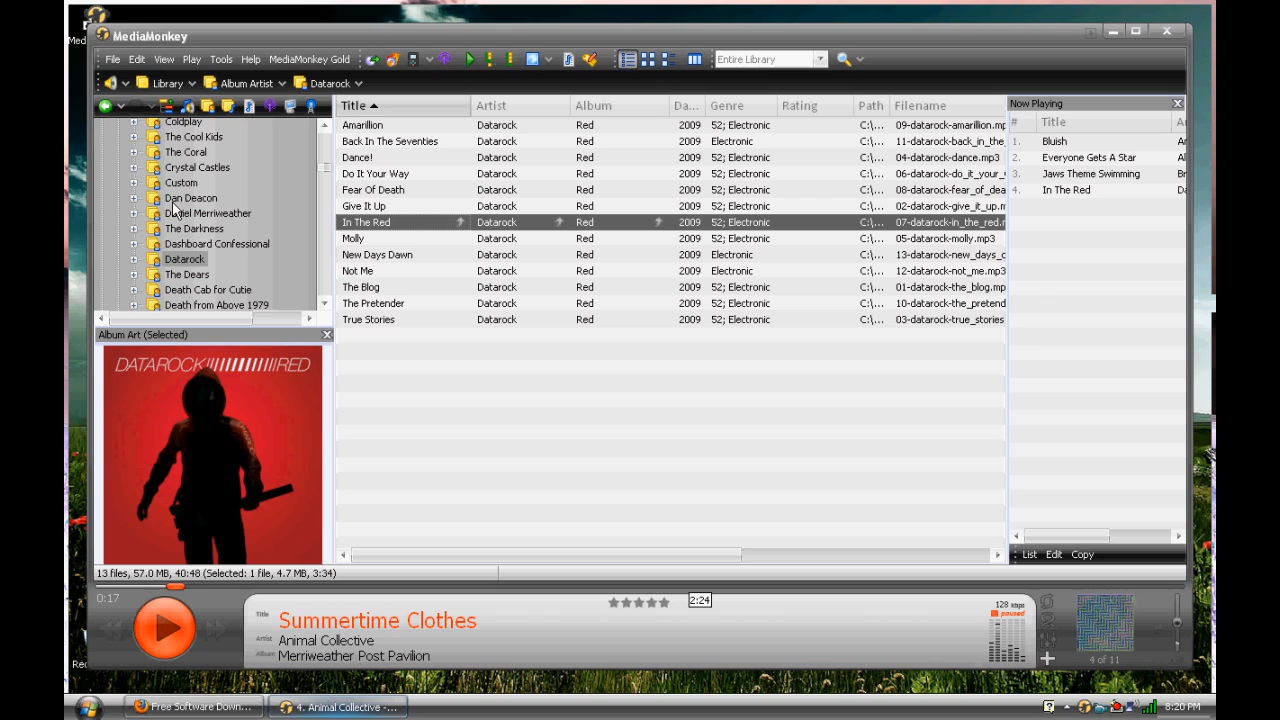 MediaMonkey
File Edit View Play Tools Help MediaMonkey Gold Entire Library
Library Album Artist Datarock
Coldplay
The Cool Kids
The Coral
Crystal Castles
Custom
Dan Deacon
Daniel Merriweather
The Darkness
Dashboard Confessional
Datarock
The Dears
Death Cab for Cutie
Death from Above 1979
Title Artist Album Da... Genre Rating Path Filename
Amarillion Datarock Red 2009 52; Electronic C:\... 09-datarock-amarillion.mp
Back In The Seventies Datarock Red 2009 Electronic C:\... 11-datarock-back_in_the_
Dance! Datarock Red 2009 52; Electronic C:\... 04-datarock-dance.mp3
Do It Your Way Datarock Red 2009 52; Electronic C:\... 06-datarock-do_it_your_
Fear Of Death Datarock Red 2009 52; Electronic C:\... 08-datarock-fear_of_dea
Give It Up Datarock Red 2009 52; Electronic C:\... 02-datarock-give_it_up.m
In The Red Datarock Red 2009 52; Electronic C:\... 07-datarock-in_the_red.m
Molly Datarock Red 2009 52; Electronic C:\... 05-datarock-molly.mp3
New Days Dawn Datarock Red 2009 Electronic C:\... 13-datarock-new_days_
Not Me Datarock Red 2009 Electronic C:\... 12-datarock-not_me.mp3
The Blog Datarock Red 2009 52; Electronic C:\... 01-datarock-the_blog.mp
The Pretender Datarock Red 2009 52; Electronic C:\... 10-datarock-the_pretend
True Stories Datarock Red 2009 52; Electronic C:\... 03-datarock-true_stories
Now Playing
# Title
1. Bluish
2. Everyone Gets A Star
3. Jaws Theme Swimming
4. In The Red
List Edit Copy
Album Art (Selected)
DATAROCK RED
13 files, 57.0 MB, 40:48 (Selected: 1 file, 4.7 MB, 3:34)
0:17
2:24
Title Summertime Clothes
Artist Animal Collective
Album Merriweather Post Pavilion
128 kbps
paused
4 of 11
Free Software Down... 4. Animal Collective -... 8:20 PM